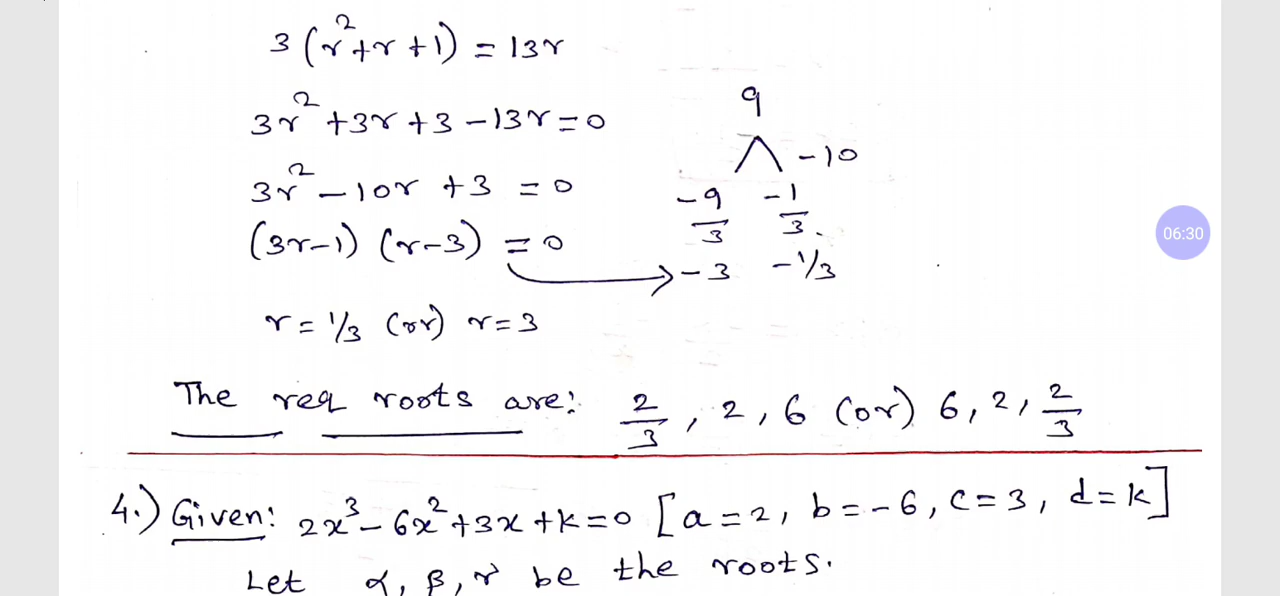 3 (r²+r+1) = 13r
3r² +3r +3 -13r = 0
3r² - 10r +3 = 0
(3r-1) (r-3) = 0
r = 1/3 (or) r = 3
9
-10
-9/3 -1/3.
-3 -1/3
06:30
The req roots are: 2/3, 2, 6 (or) 6, 2, 2/3
4.) Given: 2x³ - 6x² + 3x + k = 0 [a = 2, b = -6, c = 3, d = k]
Let α, β, γ be the roots.